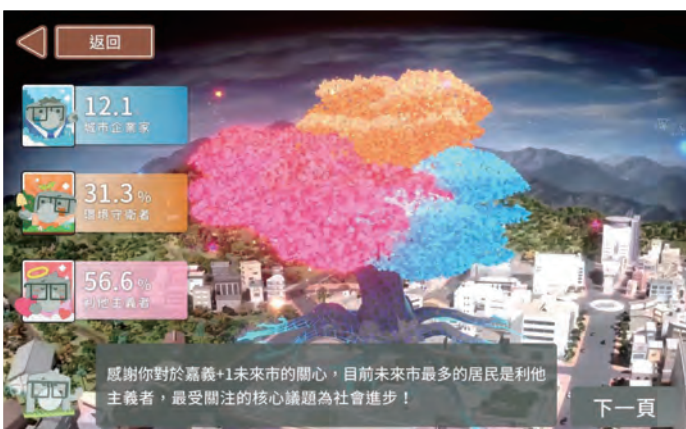 返回
12.1
城市企業家
31.3%
環境守衛者
56.6%
利他主義者
感謝你對於嘉義+1未來市的關心，目前未來市最多的居民是利他
主義者，最受關注的核心議題為社會進步！
下一頁